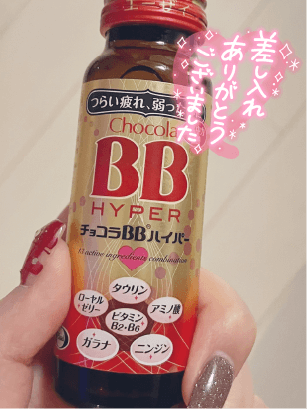 差し入れ
ありがとう
ございました
つらい疲れ、弱っ
Chocola
BB
HYPER
チョコラBB®ハイパー
active ingredients combination
タウリン
ローヤル
ゼリー
アミノ酸
ビタミン
B2・B6
ガラナ
ニンジン